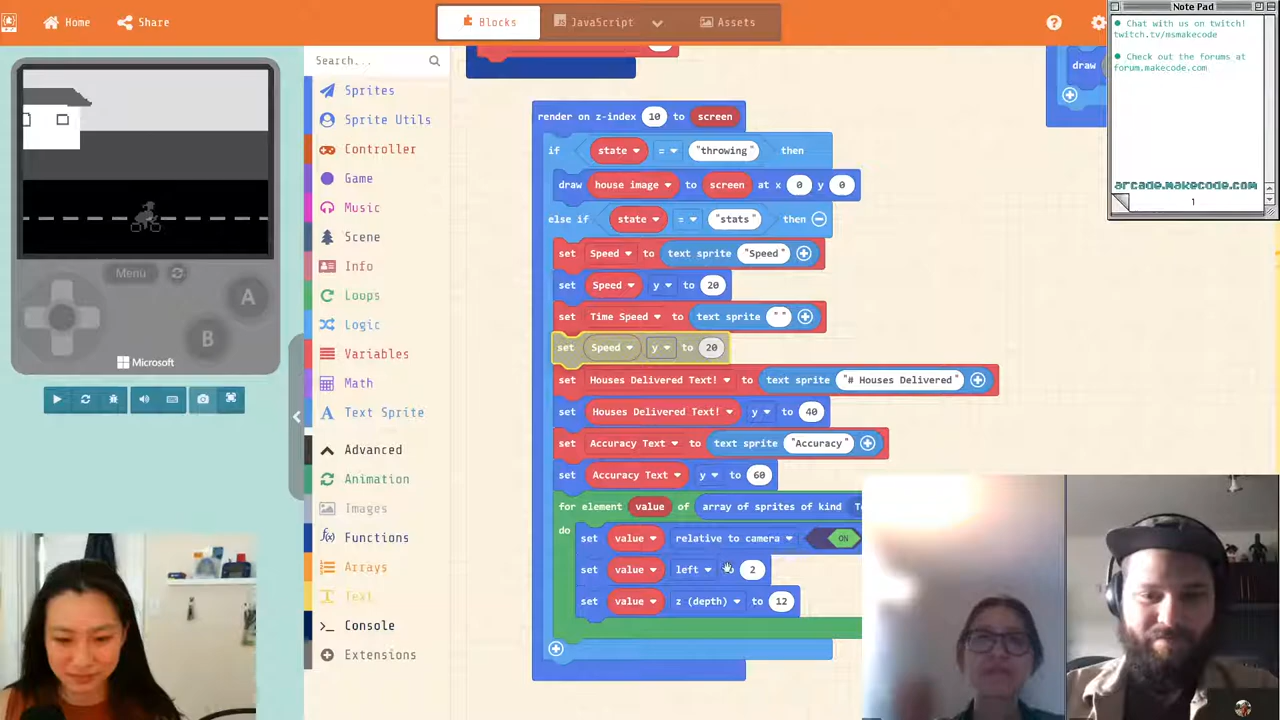 Home
Share
Blocks
JavaScript
Assets
Note Pad
Chat with us on twitch!
twitch.tv/msmakecode
Check out the forums at
forum.makecode.com
arcade.makecode.com
1
Menu
A
B
Microsoft
Search...
Sprites
Sprite Utils
Controller
Game
Music
Scene
Info
Loops
Logic
Variables
Math
Text Sprite
Advanced
Animation
Images
Functions
Arrays
Text
Console
Extensions
draw
render on z-index 10 to screen
if state = "throwing" then
draw house image to screen at x 0 y 0
else if state = "stats" then
set Speed to text sprite "Speed"
set Speed y to 20
set Time Speed to text sprite " "
set Speed y to 20
set Houses Delivered Text! to text sprite "# Houses Delivered"
set Houses Delivered Text! y to 40
set Accuracy Text to text sprite "Accuracy"
set Accuracy Text y to 60
for element value of array of sprites of kind
do
set value relative to camera ON
set value left 2
set value z (depth) to 12